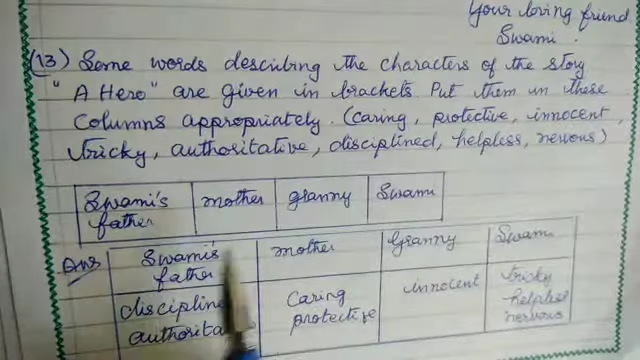 Your loving friend
Swami.
(13) Some words describing the characters of the story
"A Hero" are given in brackets. Put them in these
columns appropriately. (caring, protective, innocent,
tricky, authoritative, disciplined, helpless, nervous)
Swami's father mother granny Swami
Ans Swami's father mother Granny Swami
discipline caring innocent tricky
protective helpless
nervous